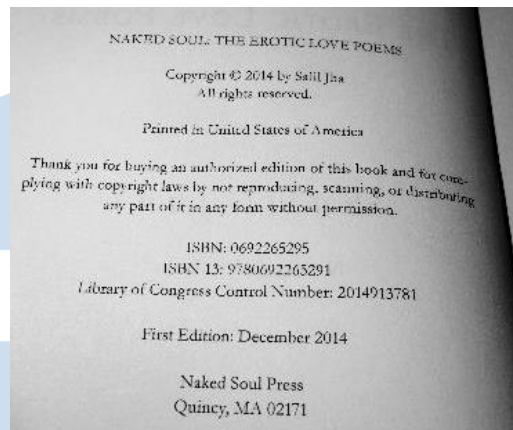 NAKED SOUL: THE EROTIC LOVE POEMS
Copyright © 2014 by Salil Jha
All rights reserved.
Printed in United States of America
Thank you for buying an authorized edition of this book and for com-
plying with copyright laws by not reproducing, scanning, or distributing
any part of it in any form without permission.
ISBN: 0692265295
ISBN 13: 9780692265291
Library of Congress Control Number: 2014913781
First Edition: December 2014
Naked Soul Press
Quincy, MA 02171